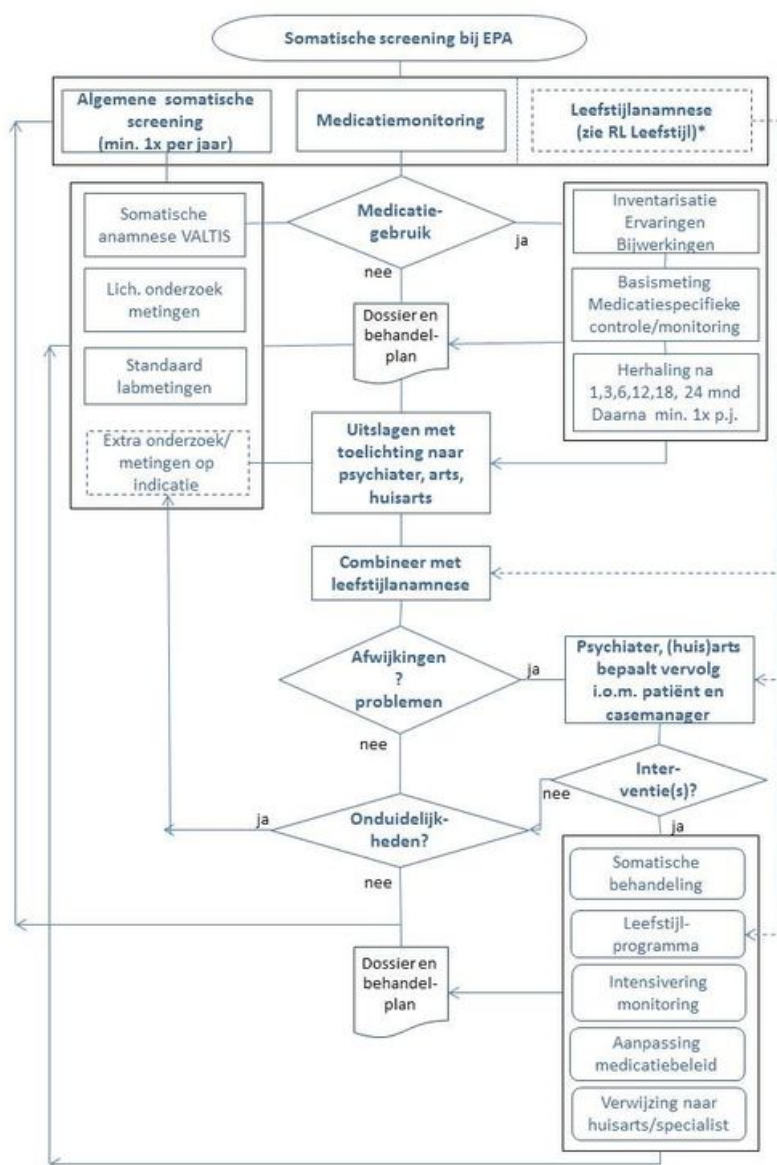 Somatische screening bij EPA
Algemene somatische
screening
(min. 1x per jaar)
Medicatiemonitoring
Leefstijlanamnese
(zie RL Leefstijl)*
Somatische
anamnese VALTIS
Lich. onderzoek
metingen
Standaard
labmetingen
Extra onderzoek/
metingen op
indicatie
Medicatie-
gebruik
ja
nee
Inventarisatie
Ervaringen
Bijwerkingen
Basismeting
Medicatiespecifieke
controle/monitoring
Herhaling na
1,3,6,12,18, 24 mnd
Daarna min. 1x p.j.
Dossier en
behandel-
plan
Uitslagen met
toelichting naar
psychiater, arts,
huisarts
Combineer met
leefstijlanamnese
Afwijkingen
?
problemen
ja
nee
Psychiater, (huis)arts
bepaalt vervolg
i.o.m. patiënt en
casemanager
Inter-
ventie(s)?
nee
ja
Onduidelijk-
heden?
ja
nee
Somatische
behandeling
Leefstijl-
programma
Intensivering
monitoring
Aanpassing
medicatiebeleid
Verwijzing naar
huisarts/specialist
Dossier en
behandel-
plan